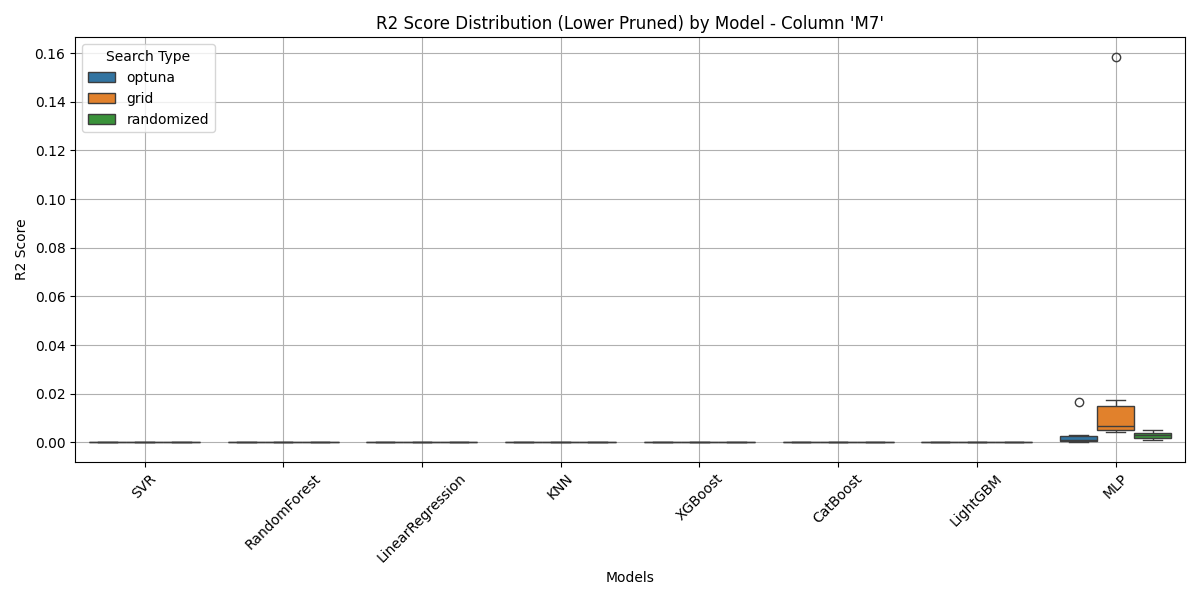 R2 Score Distribution (Lower Pruned) by Model - Column 'M7'
Search Type
optuna
grid
randomized
R2 Score
0.16
0.14
0.12
0.10
0.08
0.06
0.04
0.02
0.00
SVR
RandomForest
LinearRegression
KNN
XGBoost
CatBoost
LightGBM
MLP
Models